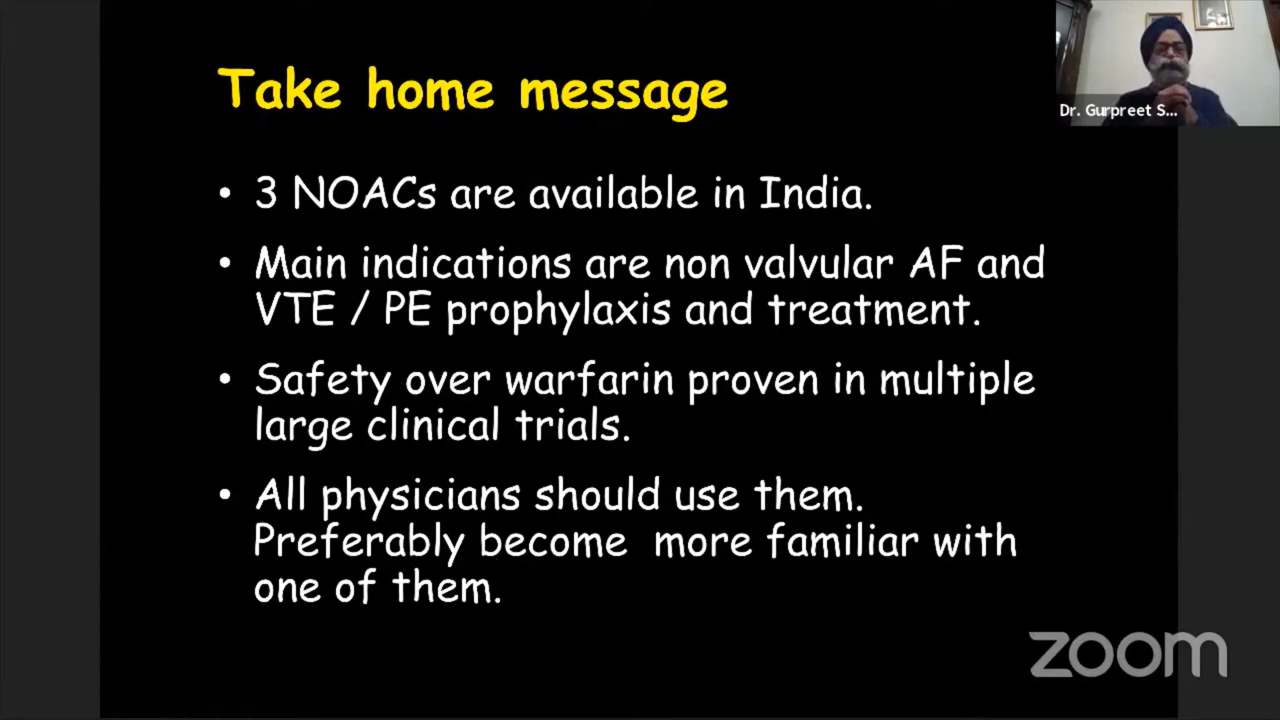 Take home message
Dr. Gurpreet S...
• 3 NOACs are available in India.
• Main indications are non valvular AF and
VTE / PE prophylaxis and treatment.
• Safety over warfarin proven in multiple
large clinical trials.
• All physicians should use them.
Preferably become more familiar with
one of them.
zoom